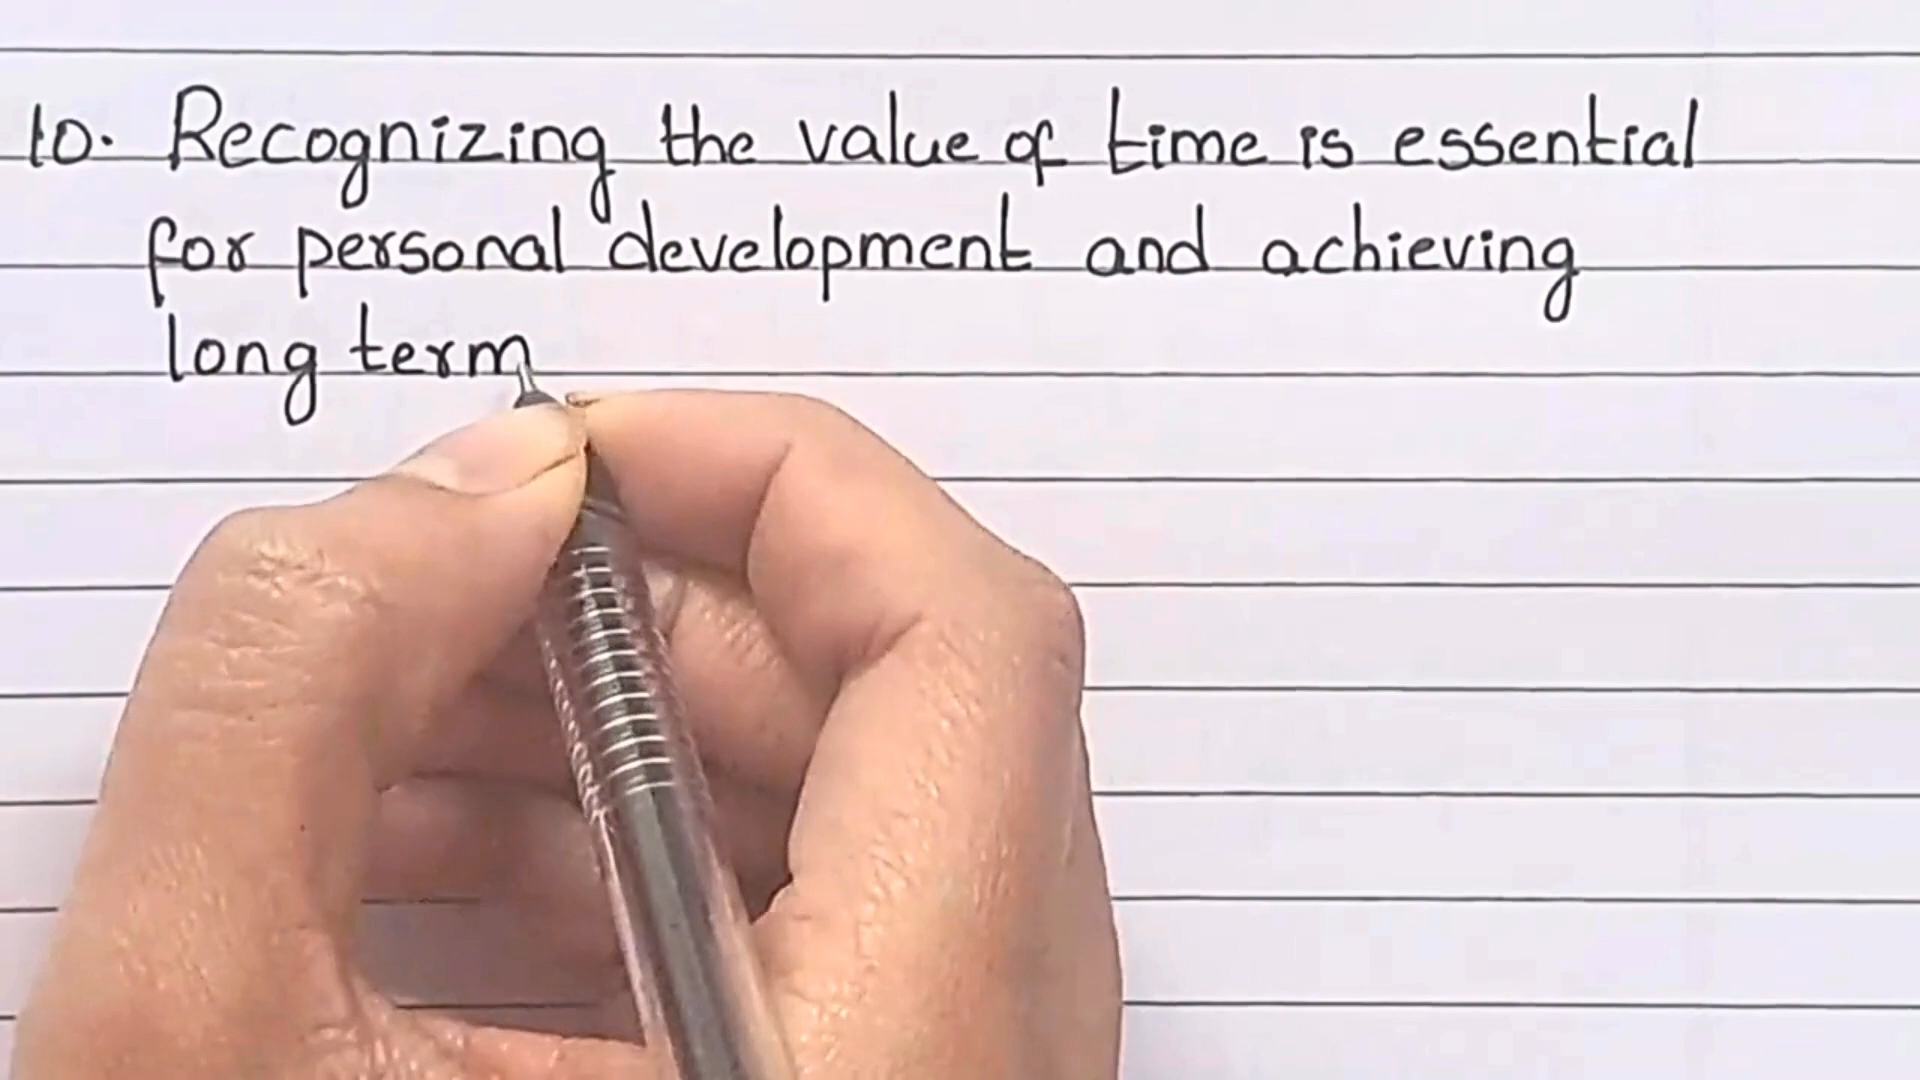 10. Recognizing the value of time is essential
for personal development and achieving
long term